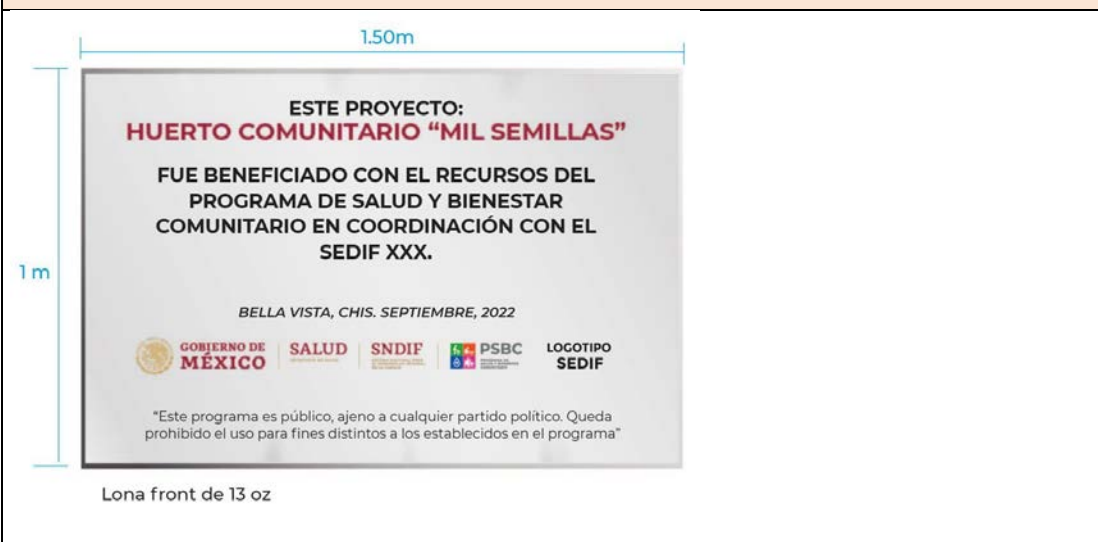 1.50m
1 m
ESTE PROYECTO:
HUERTO COMUNITARIO “MIL SEMILLAS”
FUE BENEFICIADO CON EL RECURSOS DEL
PROGRAMA DE SALUD Y BIENESTAR
COMUNITARIO EN COORDINACIÓN CON EL
SEDIF XXX.
BELLA VISTA, CHIS. SEPTIEMBRE, 2022
GOBIERNO DE
MÉXICO
SALUD
SNDIF
PSBC
LOGOTIPO
SEDIF
“Este programa es público, ajeno a cualquier partido político. Queda
prohibido el uso para fines distintos a los establecidos en el programa”
Lona front de 13 oz